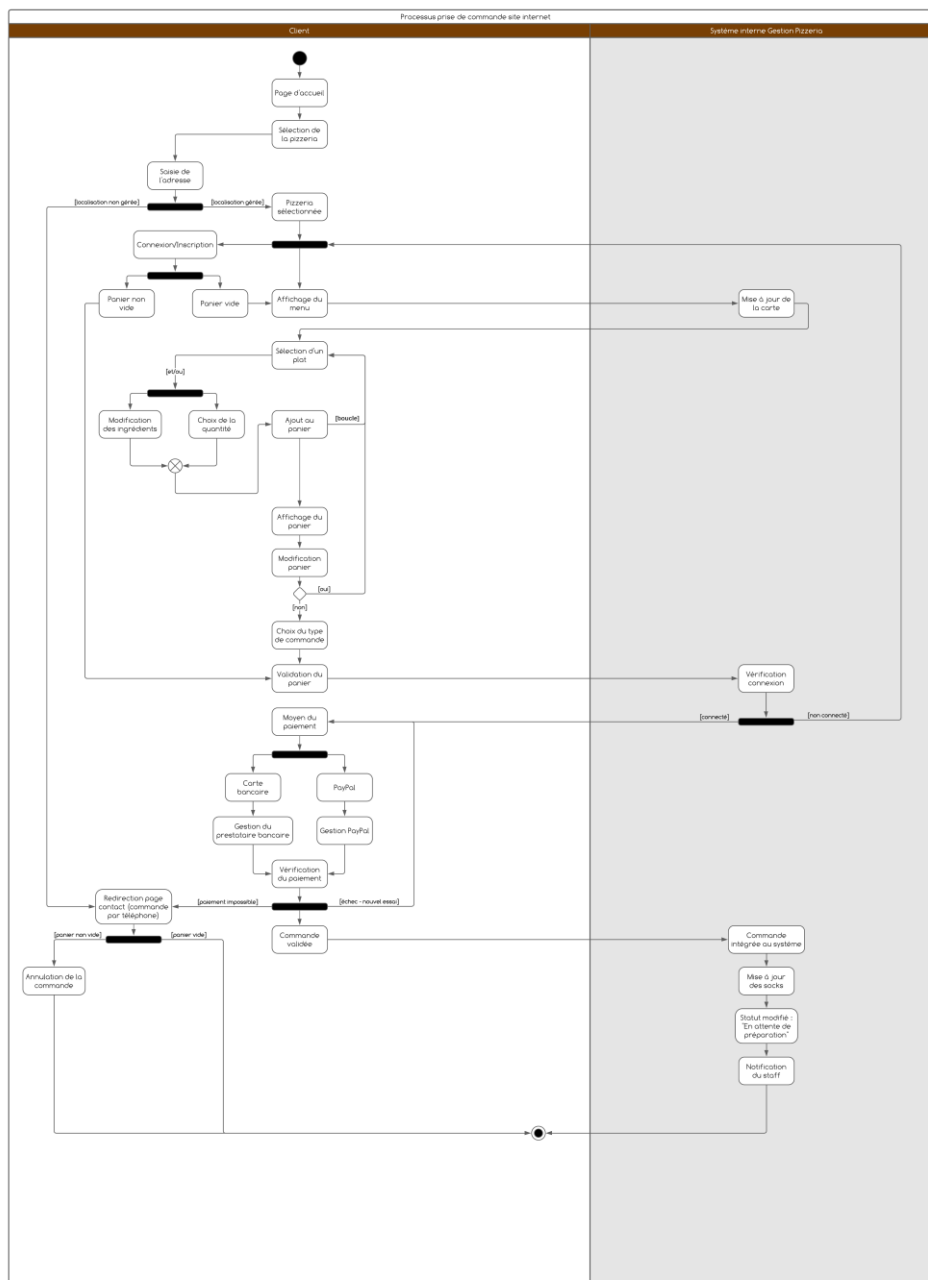 Processus prise de commande site internet
Client
Système interne Gestion Pizzeria
Page d'accueil
Sélection de
la pizzeria
Saisie de
l'adresse
[localisation non gérée]
[localisation gérée]
Pizzeria
sélectionnée
Connexion/Inscription
Panier non
vide
Panier vide
Affichage du
menu
Mise à jour de
la carte
Sélection d'un
plat
[et/ou]
Modification
des ingrédients
Choix de la
quantité
Ajout au
panier
[boucle]
Affichage du
panier
Modification
panier
[oui]
[non]
Choix du type
de commande
Validation du
panier
Vérification
connexion
Moyen du
paiement
[connecté]
[non connecté]
Carte
bancaire
PayPal
Gestion du
prestataire bancaire
Gestion PayPal
Vérification
du paiement
Redirection page
contact (commande
par téléphone)
[paiement impossible]
[échec - nouvel essai]
[panier non vide]
[panier vide]
Commande
validée
Commande
intégrée au système
Annulation de la
commande
Mise à jour
des socks
Statut modifié :
"En attente de
préparation"
Notification
du staff